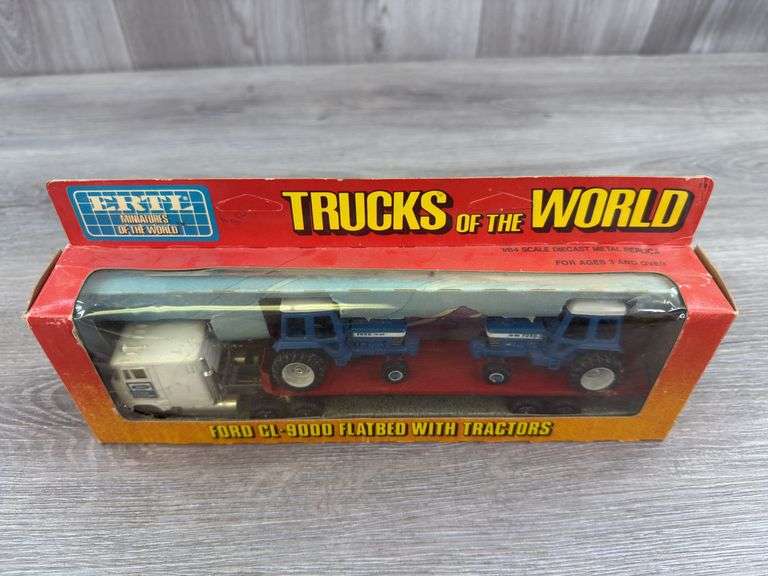 ERTL
MINIATURES
OF THE WORLD
TRUCKS OF THE WORLD
1/64 SCALE DIECAST METAL REPLICA
FOR AGES 3 AND OVER
FORD
FORD CL-9000 FLATBED WITH TRACTORS